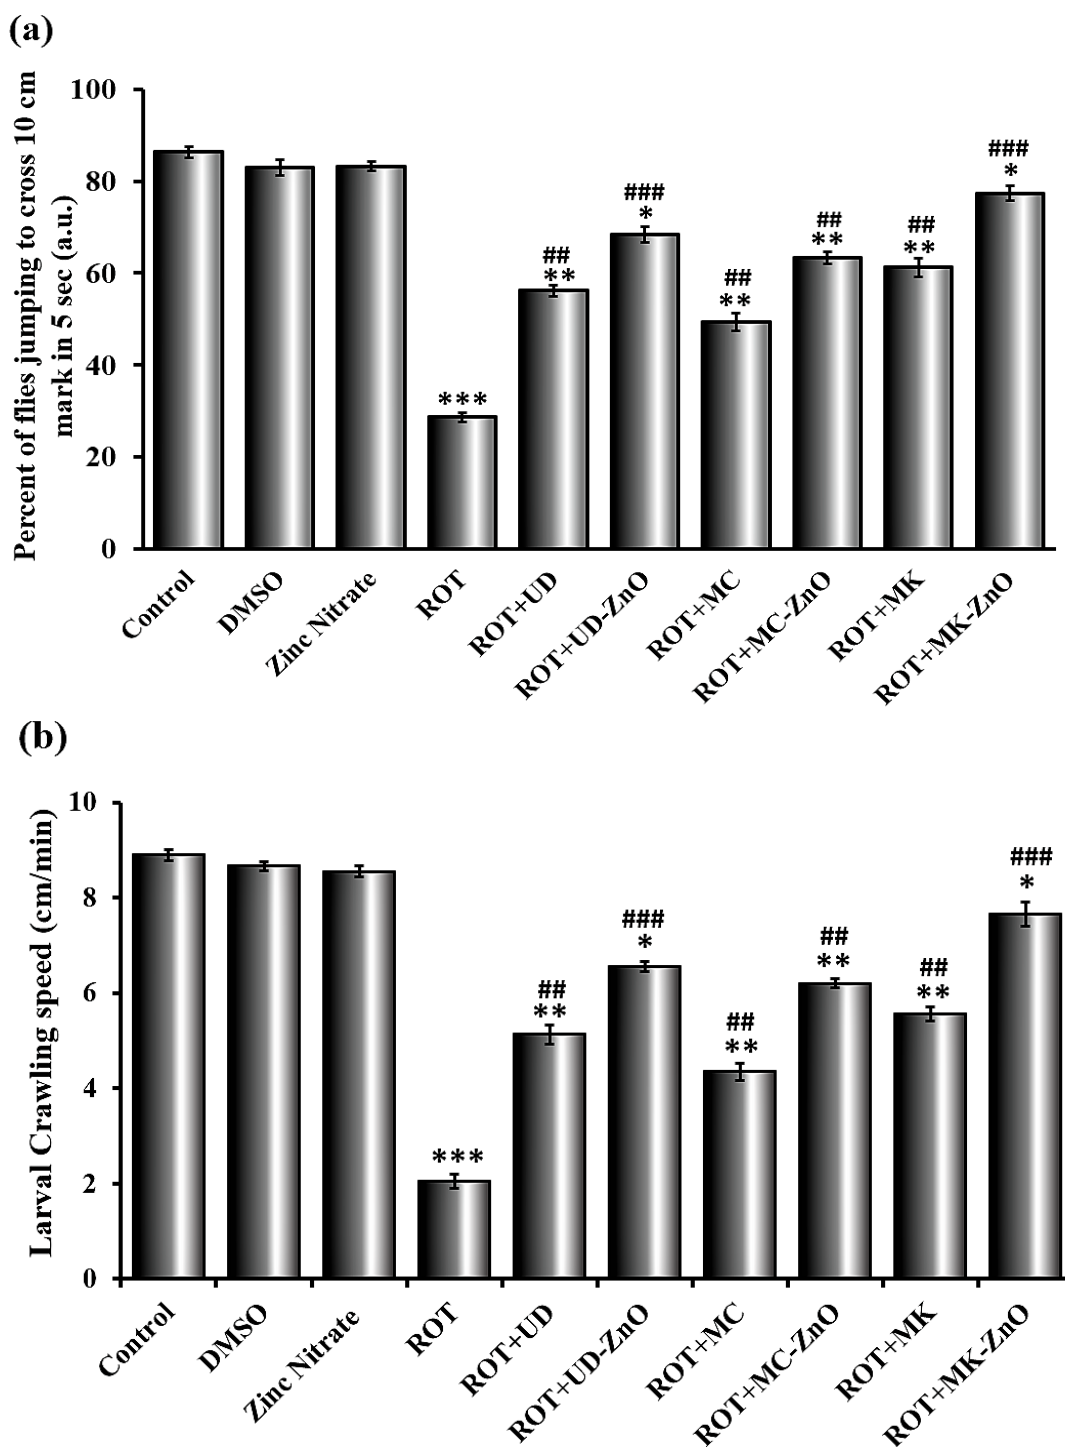 (a)
Percent of flies jumping to cross 10 cm
mark in 5 sec (a.u.)
100
80
60
40
20
0
***
##
**
###
*
##
**
##
**
##
**
###
*
Control
DMSO
Zinc Nitrate
ROT
ROT+UD
ROT+UD-ZnO
ROT+MC
ROT+MC-ZnO
ROT+MK
ROT+MK-ZnO
(b)
Larval Crawling speed (cm/min)
10
8
6
4
2
0
***
##
**
###
*
##
**
##
**
##
**
###
*
Control
DMSO
Zinc Nitrate
ROT
ROT+UD
ROT+UD-ZnO
ROT+MC
ROT+MC-ZnO
ROT+MK
ROT+MK-ZnO